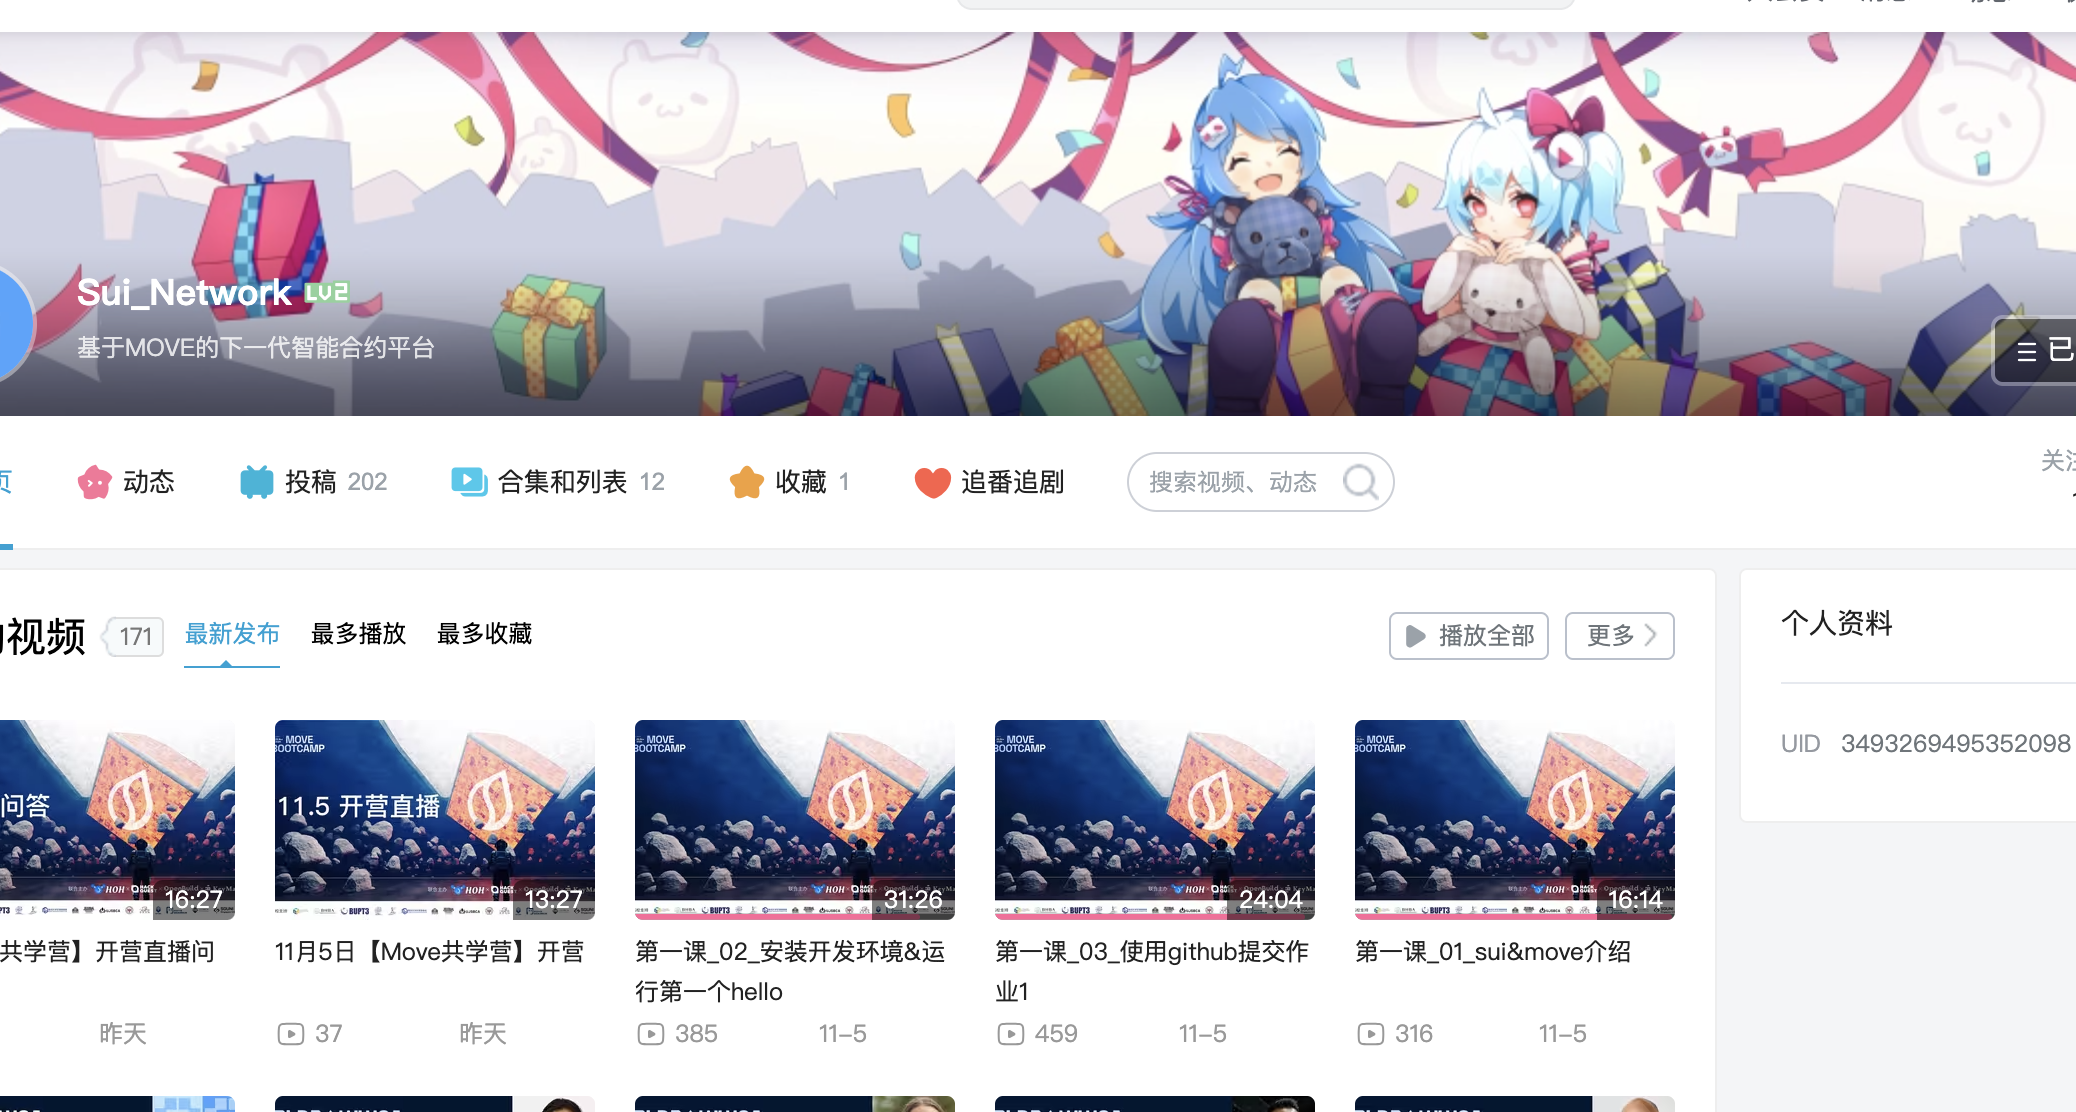 Sui_Network LV2
基于MOVE的下一代智能合约平台
已
页
动态
投稿 202
合集和列表 12
收藏 1
追番追剧
搜索视频、动态
关注
视频 171
最新发布
最多播放
最多收藏
播放全部
更多
个人资料
UID 3493269495352098
问答
16:27
MOVE
BOOTCAMP
11.5 开营直播
HOH
BUPT3
13:27
MOVE
BOOTCAMP
HOH
BUPT3
31:26
MOVE
BOOTCAMP
HOH
BUPT3
24:04
MOVE
BOOTCAMP
HOH
BUPT3
16:14
共学营】开营直播问
昨天
11月5日【Move共学营】开营
37 昨天
第一课_02_安装开发环境&运
行第一个hello
385 11-5
第一课_03_使用github提交作
业1
459 11-5
第一课_01_sui&move介绍
316 11-5